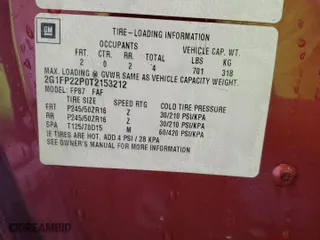 GM
TIRE-LOADING INFORMATION
OCCUPANTS VEHICLE CAP. WT.
FRT CTR RR TOTAL LBS KG
2 0 2 4 701 318
MAX. LOADING @ GVWR SAME AS VEHICLE CAPACITY WEIGHT.
2G1FP22P0T2153212
MODEL: FP87 FAF
TIRE SIZE SPEED RTG COLD TIRE PRESSURE
FRT P245/50ZR16 Z 30/210 PSI/KPA
RR P245/50ZR16 Z 30/210 PSI/KPA
SPA T125/70D15 M 60/420 PSI/KPA
IF TIRES ARE HOT, ADD 4 PSI / 28 KPA
SEE OWNER'S MANUAL FOR MORE INFORMATION